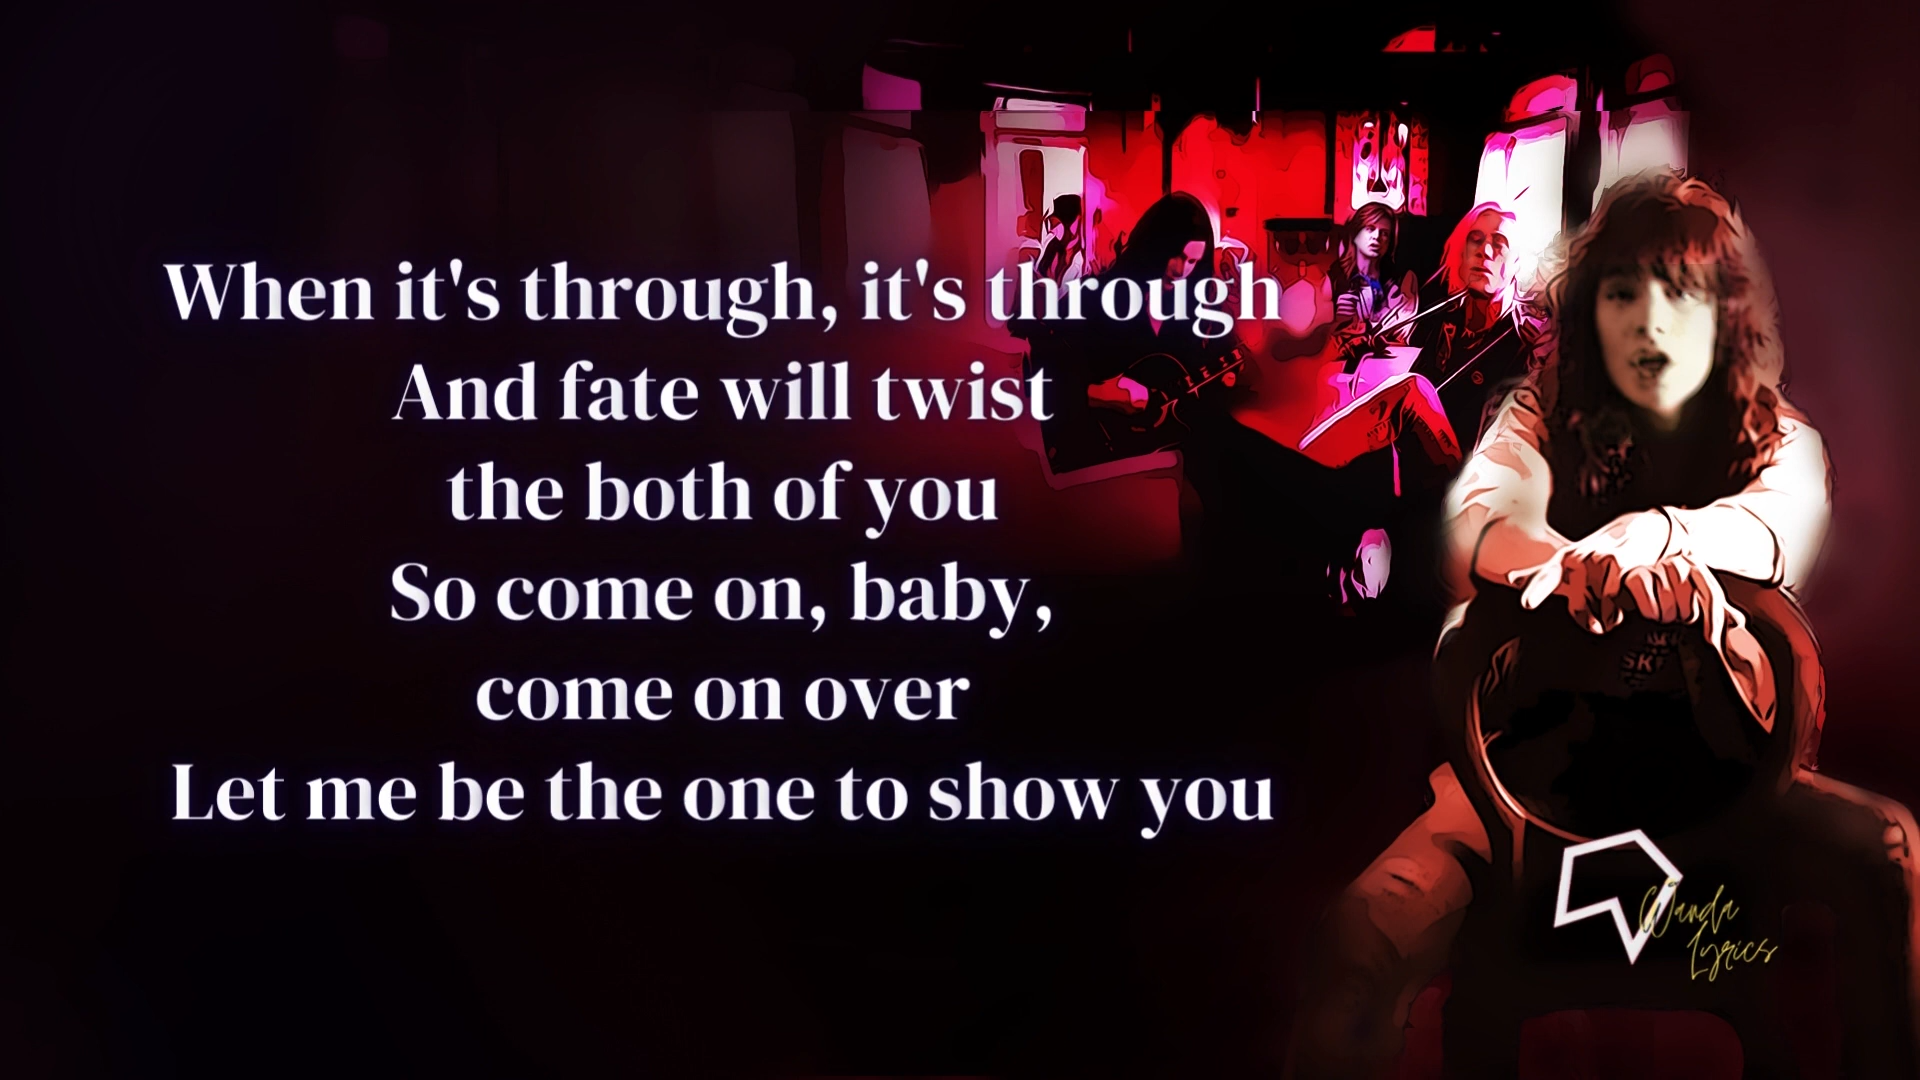 When it's through, it's through
And fate will twist
the both of you
So come on, baby,
come on over
Let me be the one to show you
SKF
Wanda
Lyrics